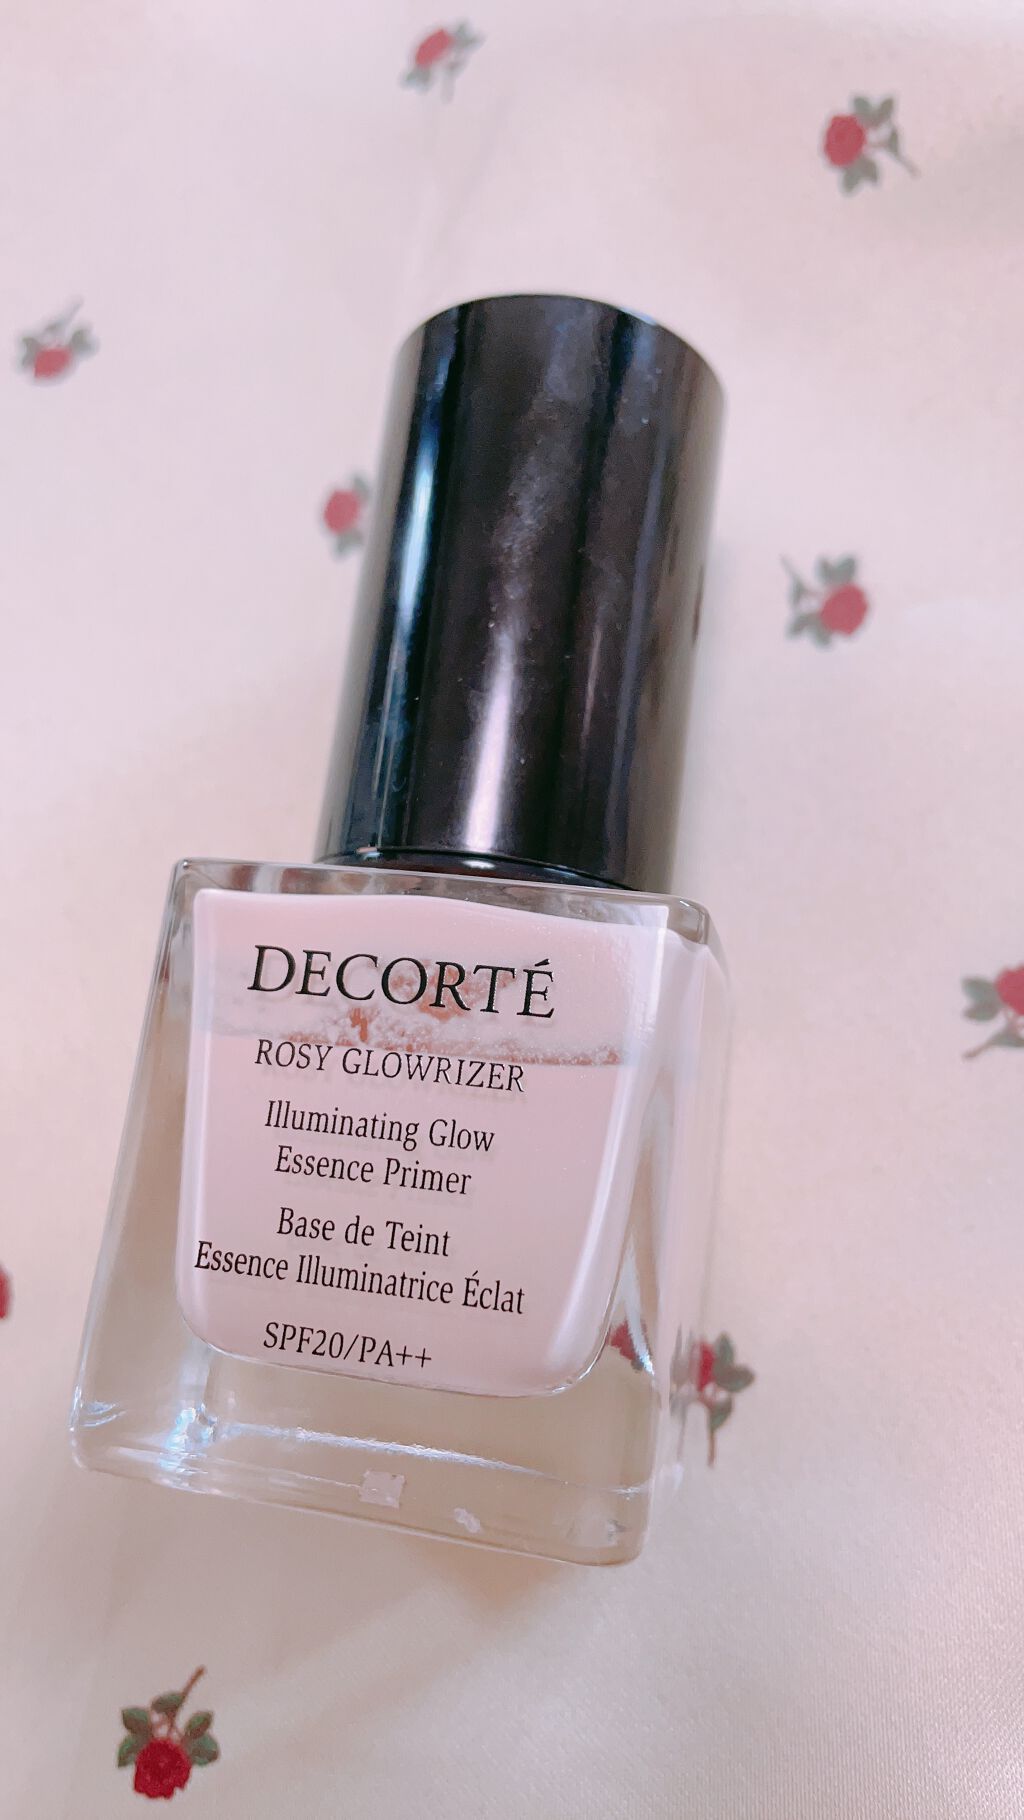 DECORTÉ
ROSY GLOWRIZER
Illuminating Glow
Essence Primer
Base de Teint
Essence Illuminatrice Éclat
SPF20/PA++